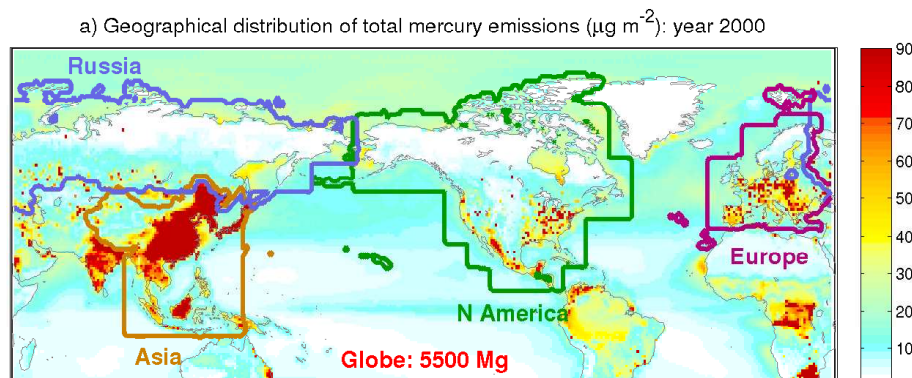 a) Geographical distribution of total mercury emissions (μg m⁻²): year 2000
Russia
Europe
N America
Asia
Globe: 5500 Mg
90
80
70
60
50
40
30
20
10